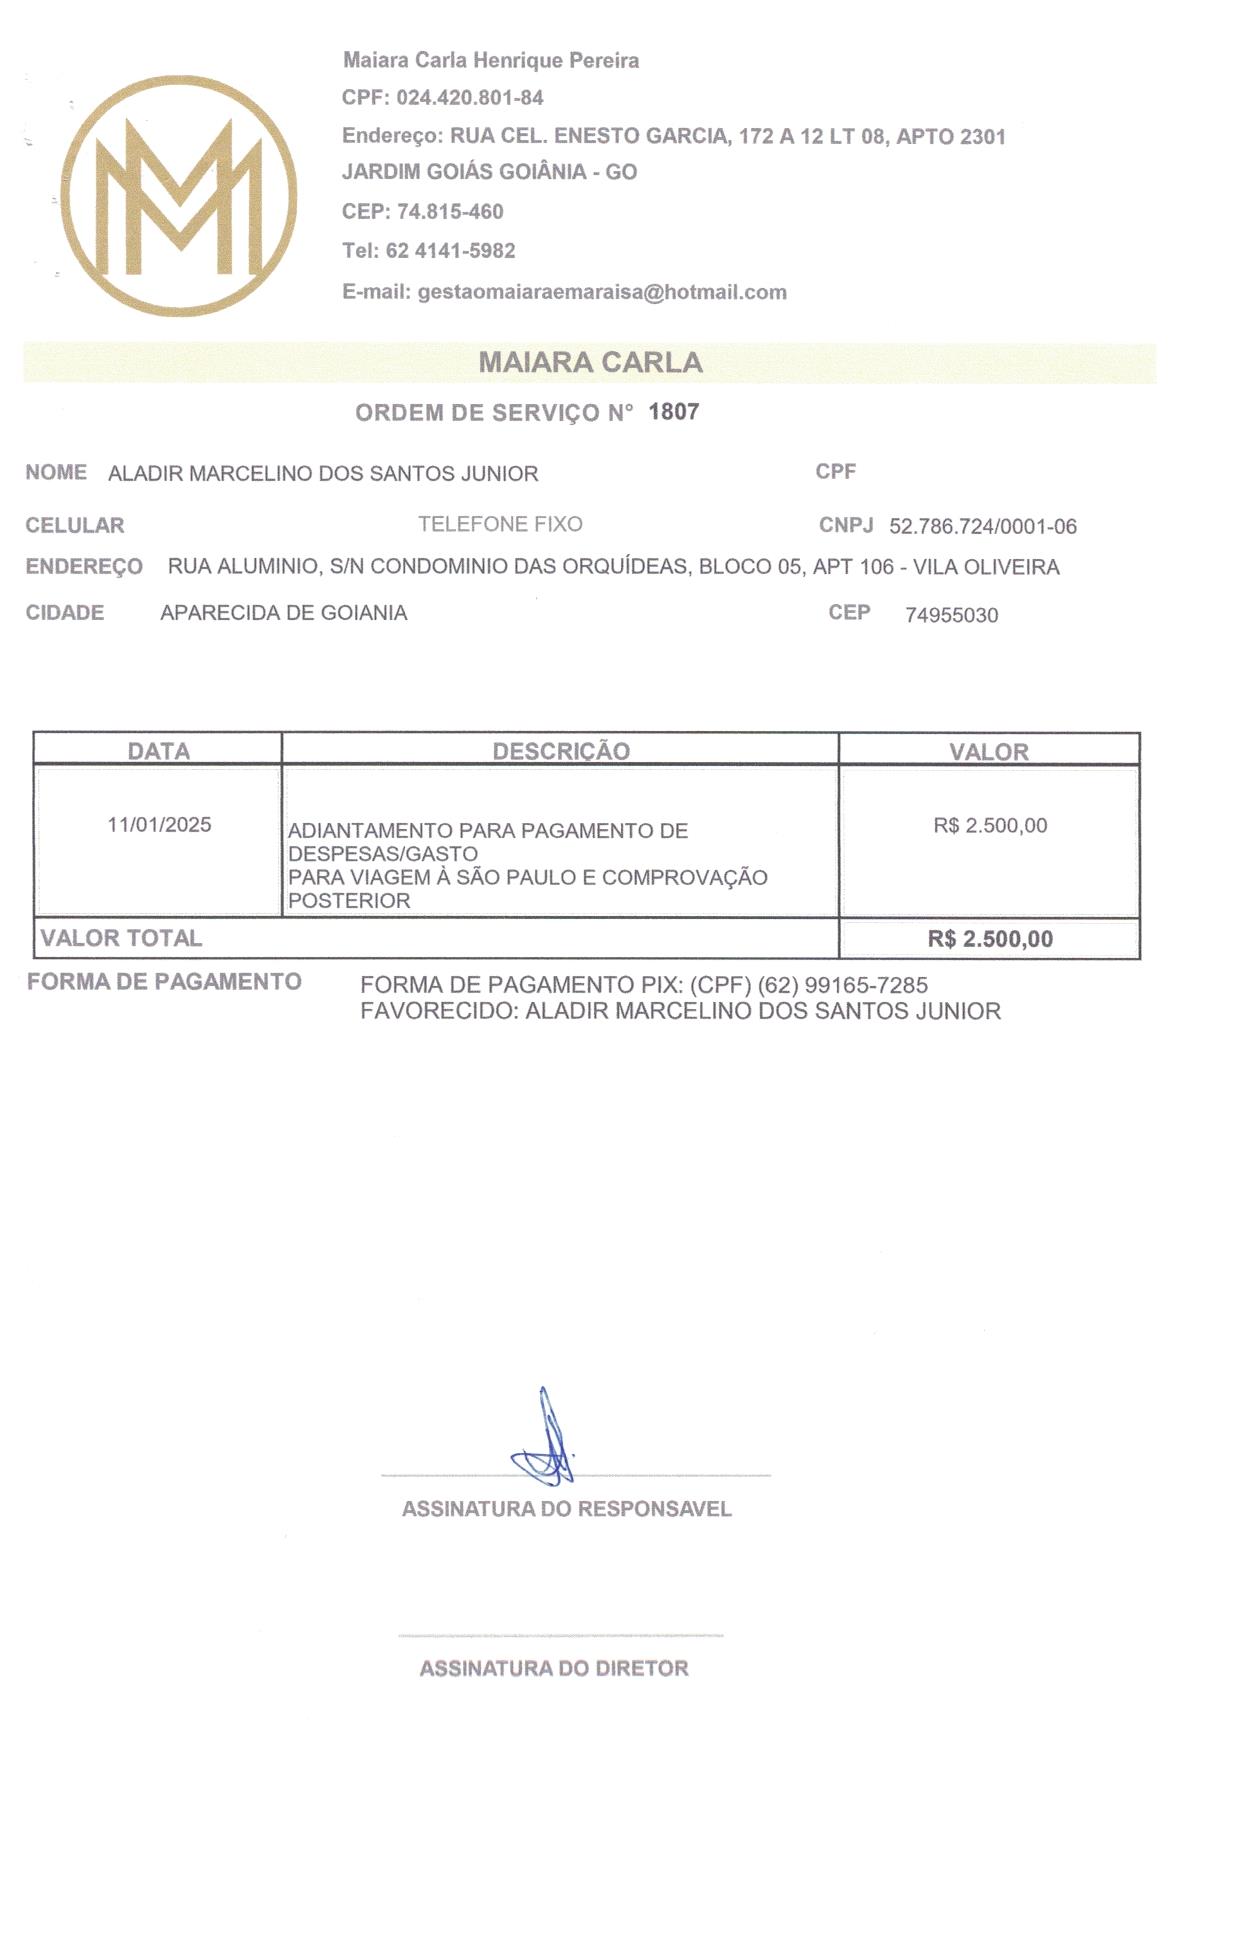 Maiara Carla Henrique Pereira
CPF: 024.420.801-84
Endereço: RUA CEL. ENESTO GARCIA, 172 A 12 LT 08, APTO 2301
JARDIM GOIÁS GOIÂNIA - GO
CEP: 74.815-460
Tel: 62 4141-5982
E-mail: gestaomaiaraemaraisa@hotmail.com
MAIARA CARLA
ORDEM DE SERVIÇO N° 1807
NOME ALADIR MARCELINO DOS SANTOS JUNIOR CPF
CELULAR TELEFONE FIXO CNPJ 52.786.724/0001-06
ENDEREÇO RUA ALUMINIO, S/N CONDOMINIO DAS ORQUÍDEAS, BLOCO 05, APT 106 - VILA OLIVEIRA
CIDADE APARECIDA DE GOIANIA CEP 74955030
DATA DESCRIÇÃO VALOR
11/01/2025 ADIANTAMENTO PARA PAGAMENTO DE R$ 2.500,00
DESPESAS/GASTO
PARA VIAGEM À SÃO PAULO E COMPROVAÇÃO
POSTERIOR
VALOR TOTAL R$ 2.500,00
FORMA DE PAGAMENTO FORMA DE PAGAMENTO PIX: (CPF) (62) 99165-7285
FAVORECIDO: ALADIR MARCELINO DOS SANTOS JUNIOR
ASSINATURA DO RESPONSAVEL
ASSINATURA DO DIRETOR